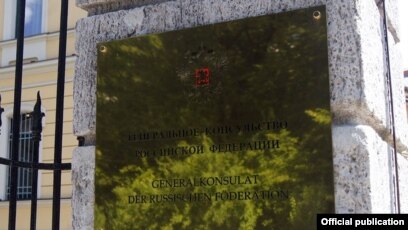 ГЕНЕРАЛЬНОЕ КОНСУЛЬСТВО
РОССИЙСКОЙ ФЕДЕРАЦИИ
GENERALKONSULAT
DER RUSSISCHEN FÖDERATION
Official publication